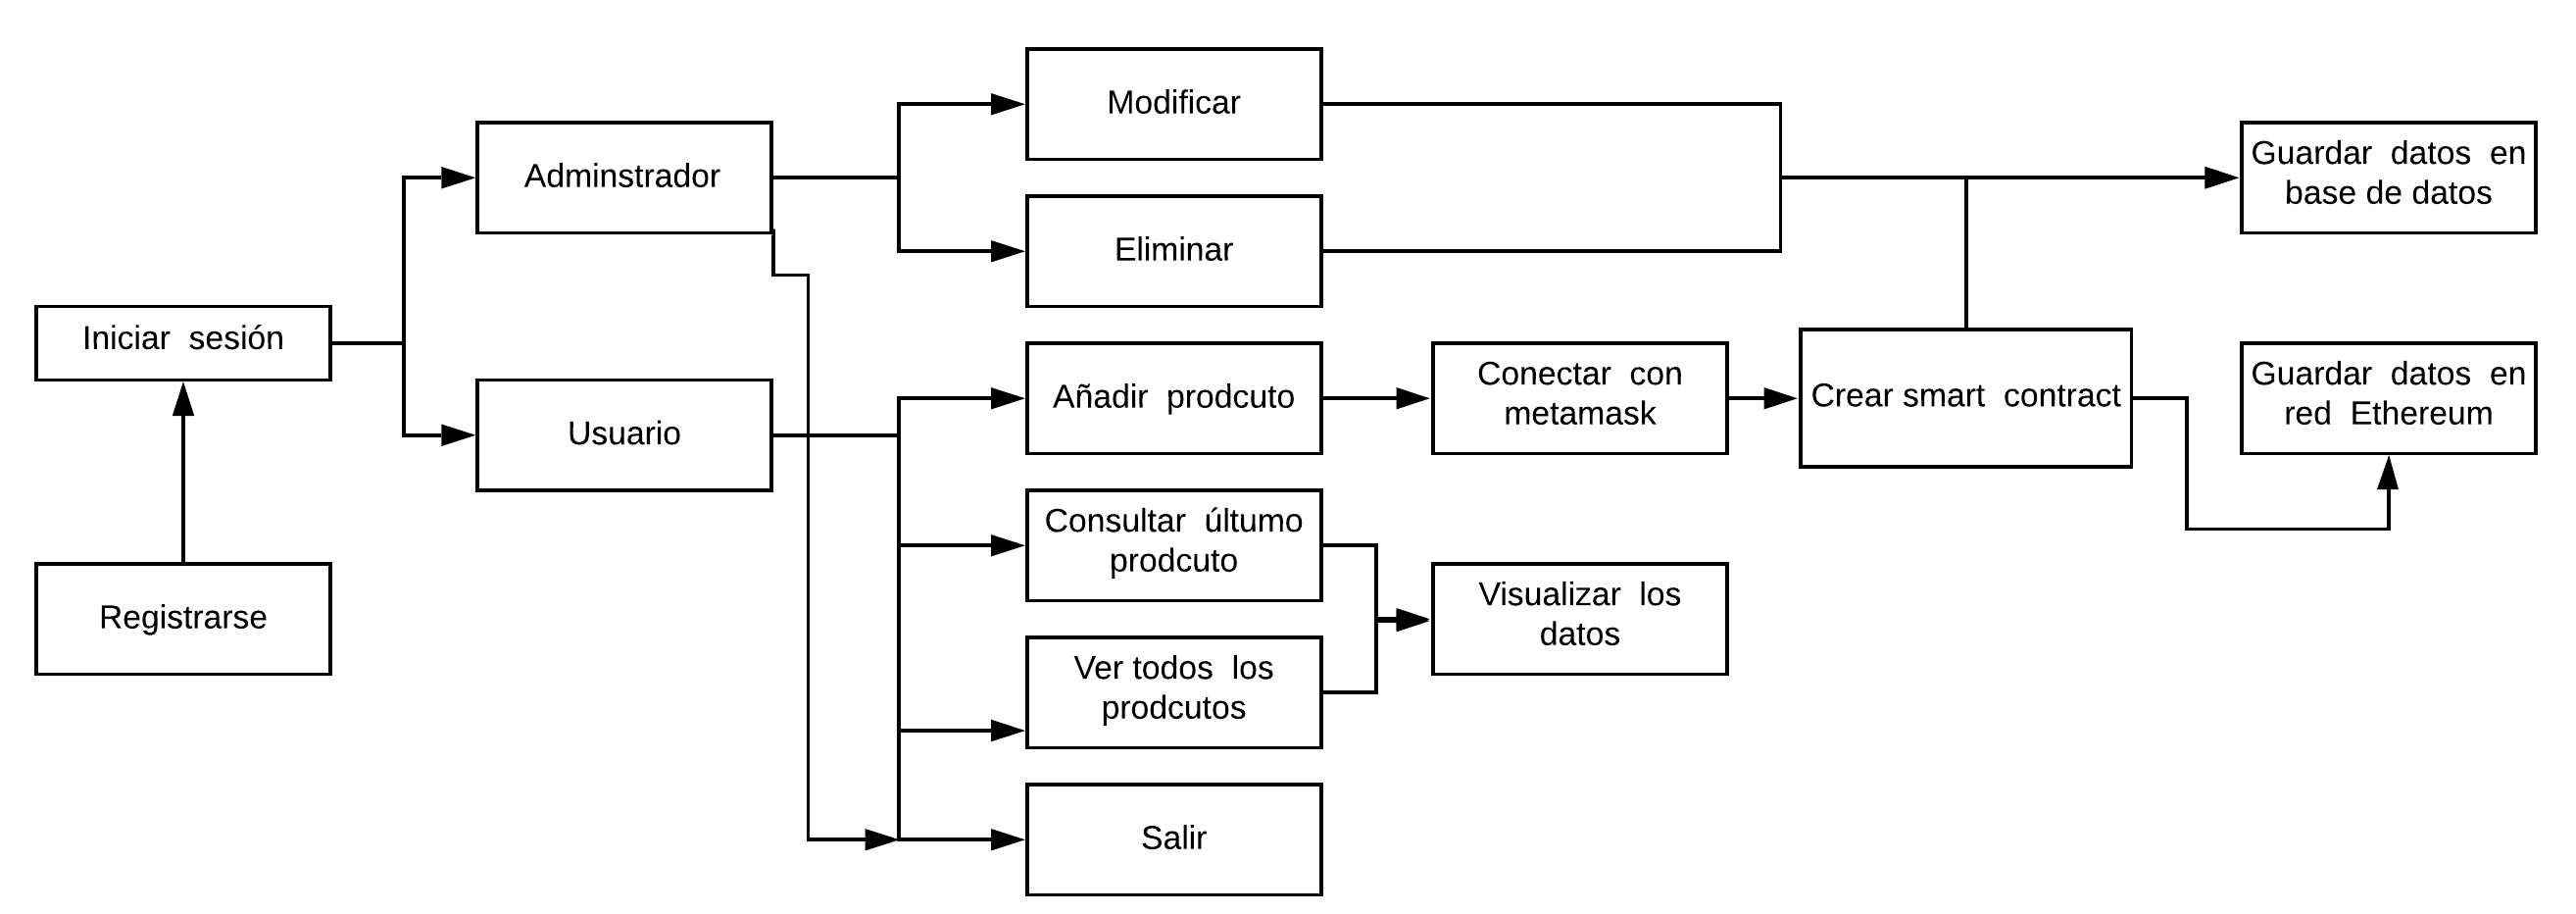 Modificar
Adminstrador
Guardar datos en
base de datos
Eliminar
Iniciar sesión
Usuario
Añadir prodcuto
Conectar con
metamask
Crear smart contract
Guardar datos en
red Ethereum
Consultar últumo
prodcuto
Visualizar los
datos
Registrarse
Ver todos los
prodcutos
Salir